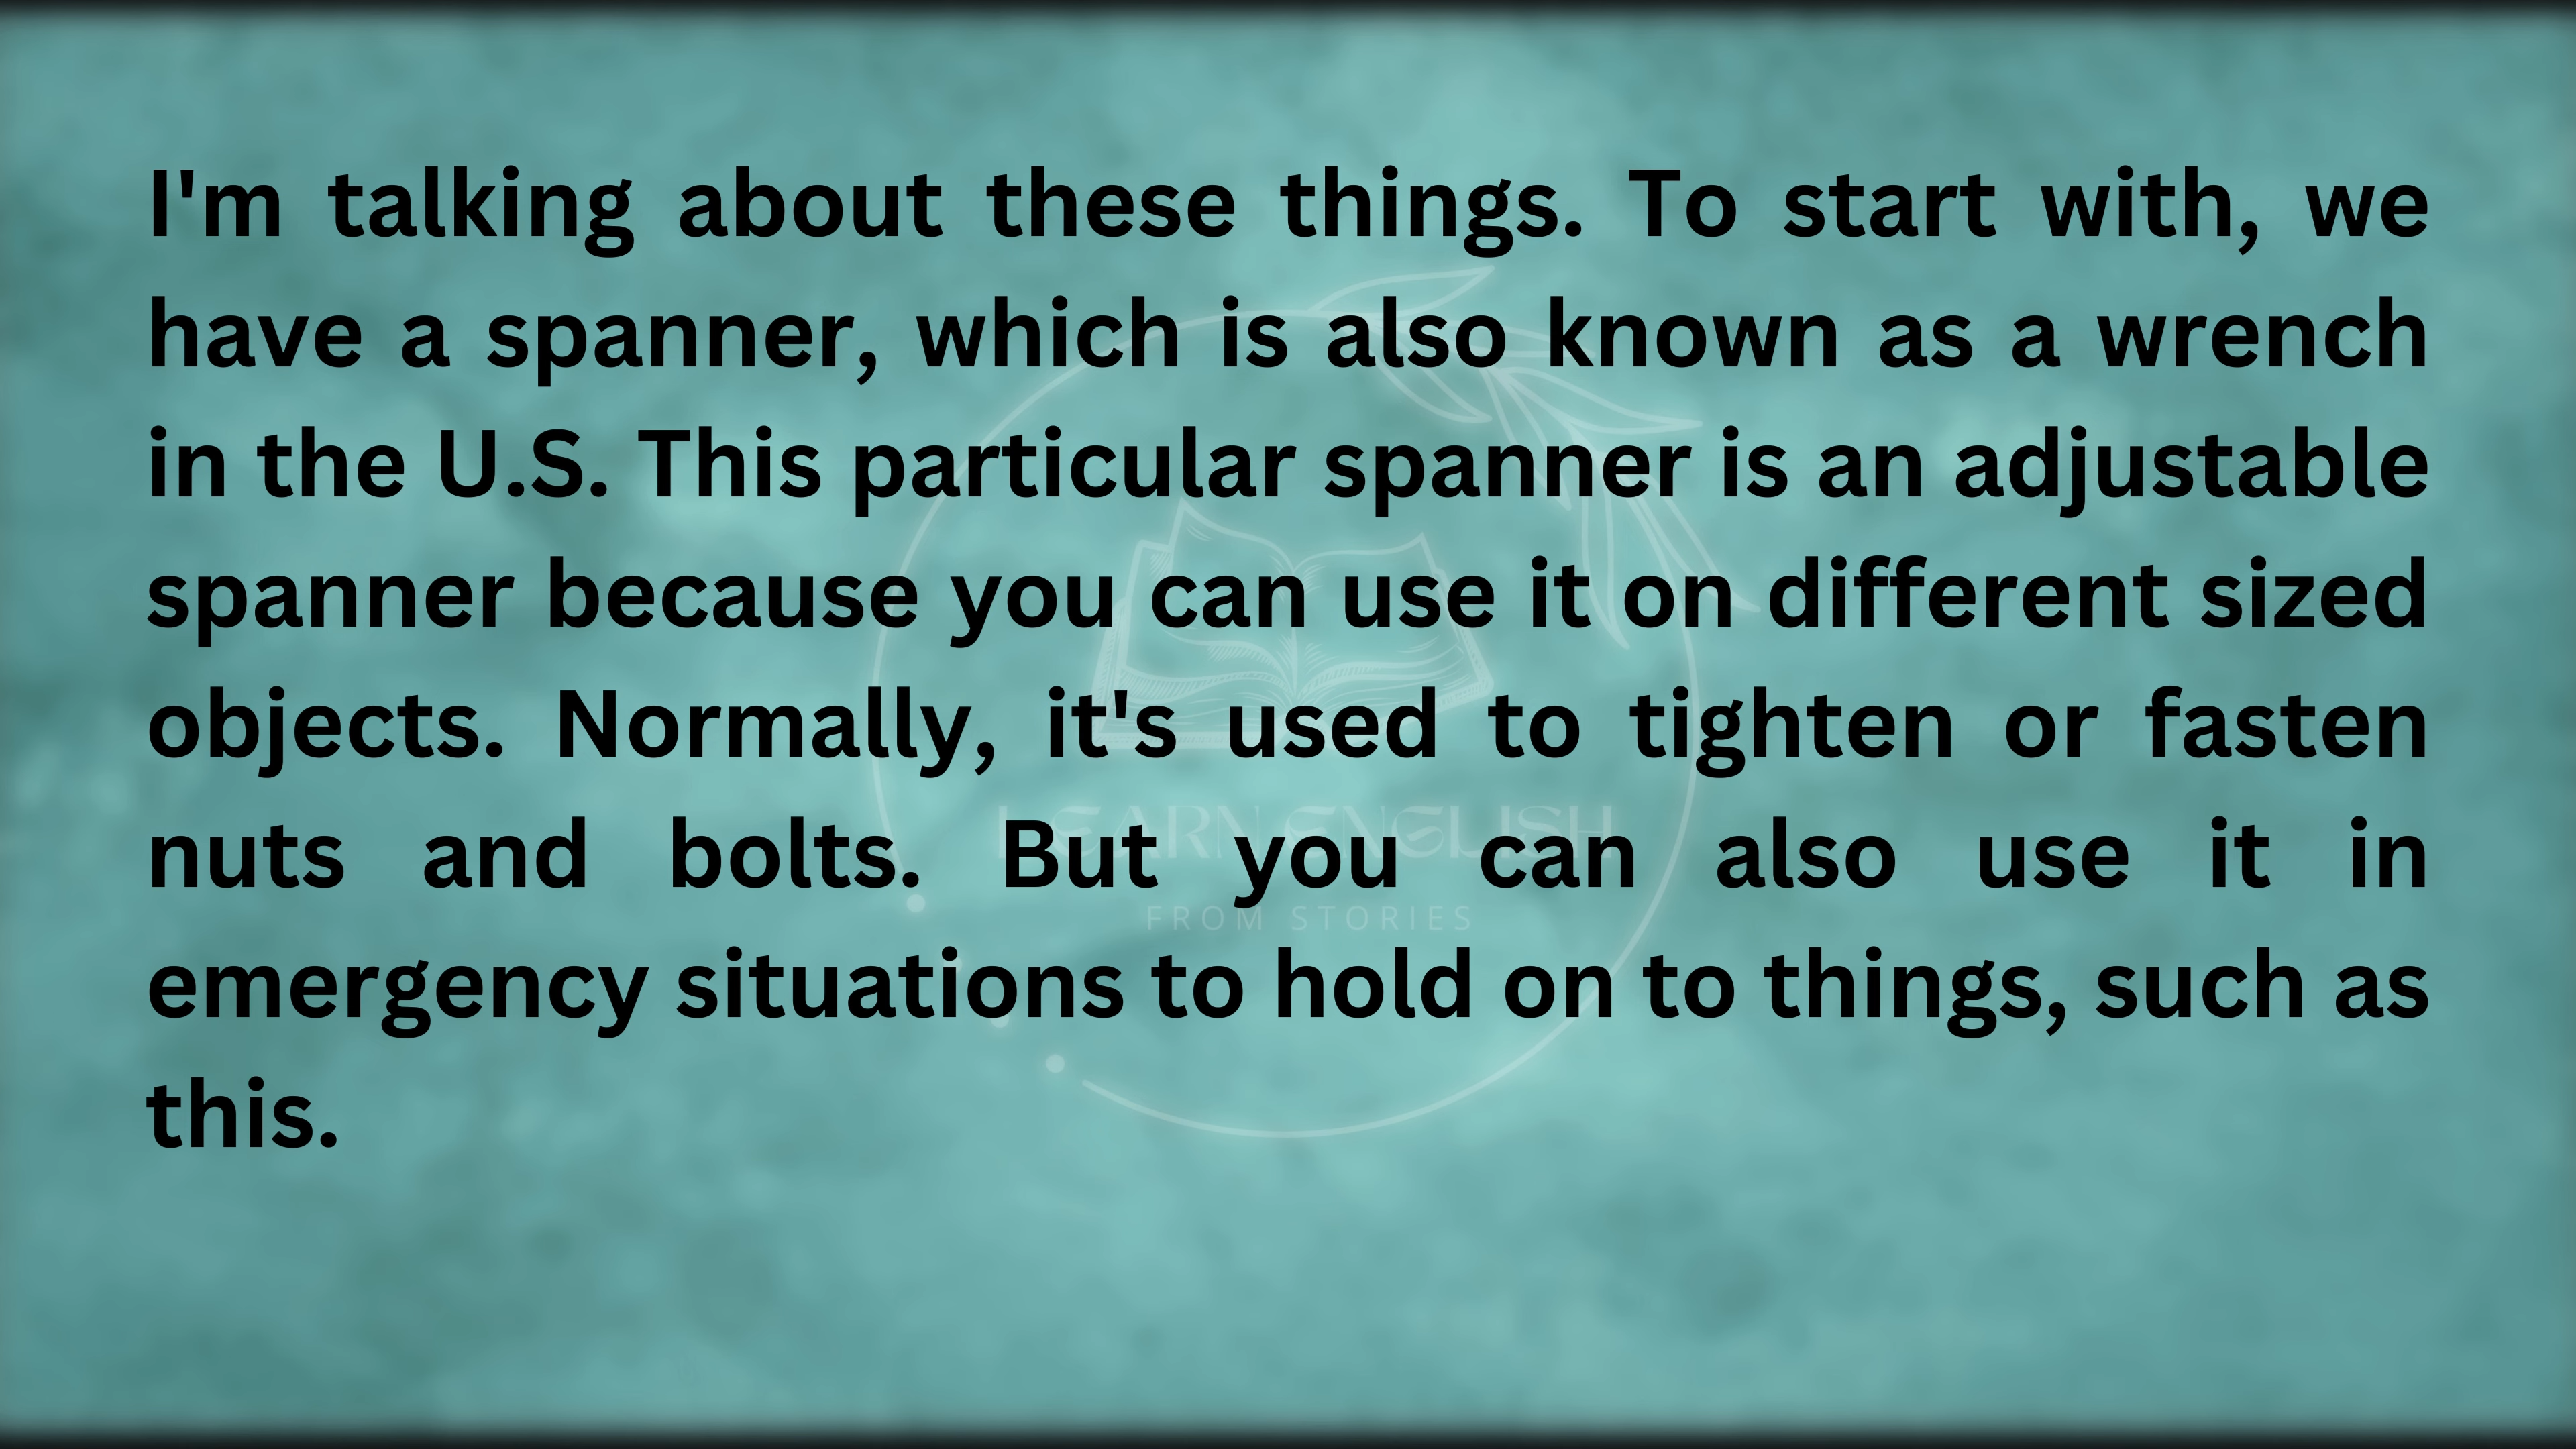 I'm talking about these things. To start with, we
have a spanner, which is also known as a wrench
in the U.S. This particular spanner is an adjustable
spanner because you can use it on different sized
objects. Normally, it's used to tighten or fasten
nuts and bolts. But you can also use it in
emergency situations to hold on to things, such as
this.
LEARN ENGLISH
FROM STORIES